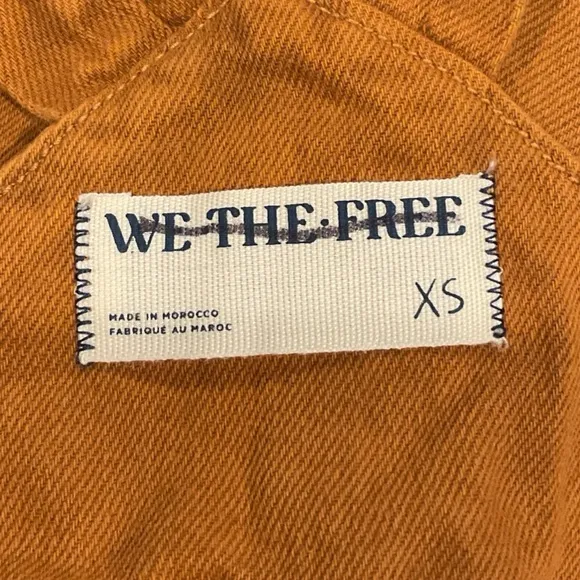 WE·THE·FREE
XS
MADE IN MOROCCO
FABRIQUÉ AU MAROC